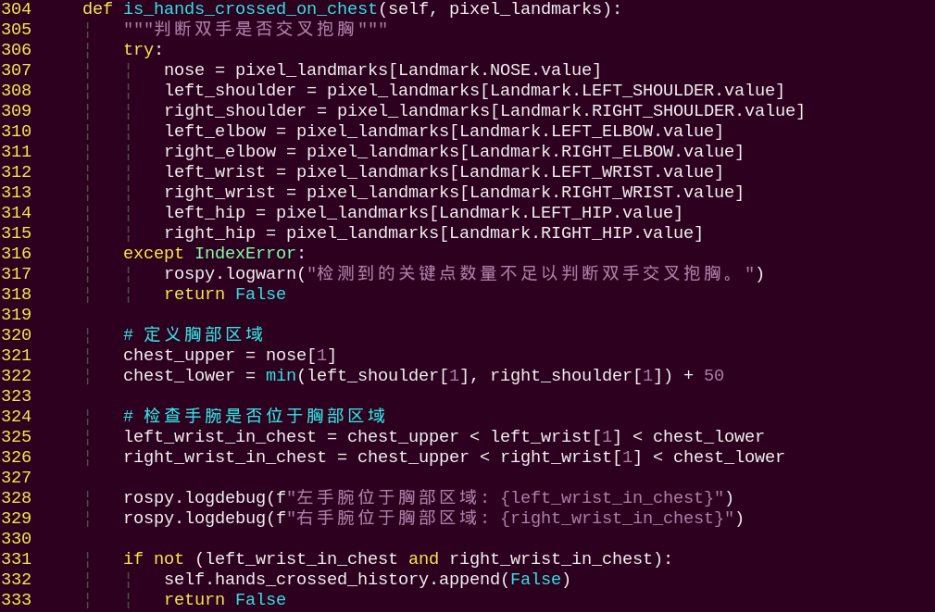 304     def is_hands_crossed_on_chest(self, pixel_landmarks):
305         """判断双手是否交叉抱胸"""
306         try:
307             nose = pixel_landmarks[Landmark.NOSE.value]
308             left_shoulder = pixel_landmarks[Landmark.LEFT_SHOULDER.value]
309             right_shoulder = pixel_landmarks[Landmark.RIGHT_SHOULDER.value]
310             left_elbow = pixel_landmarks[Landmark.LEFT_ELBOW.value]
311             right_elbow = pixel_landmarks[Landmark.RIGHT_ELBOW.value]
312             left_wrist = pixel_landmarks[Landmark.LEFT_WRIST.value]
313             right_wrist = pixel_landmarks[Landmark.RIGHT_WRIST.value]
314             left_hip = pixel_landmarks[Landmark.LEFT_HIP.value]
315             right_hip = pixel_landmarks[Landmark.RIGHT_HIP.value]
316         except IndexError:
317             rospy.logwarn("检测到的关键点数量不足以判断双手交叉抱胸。")
318             return False
319
320         # 定义胸部区域
321         chest_upper = nose[1]
322         chest_lower = min(left_shoulder[1], right_shoulder[1]) + 50
323
324         # 检查手腕是否位于胸部区域
325         left_wrist_in_chest = chest_upper < left_wrist[1] < chest_lower
326         right_wrist_in_chest = chest_upper < right_wrist[1] < chest_lower
327
328         rospy.logdebug(f"左手腕位于胸部区域: {left_wrist_in_chest}")
329         rospy.logdebug(f"右手腕位于胸部区域: {right_wrist_in_chest}")
330
331         if not (left_wrist_in_chest and right_wrist_in_chest):
332             self.hands_crossed_history.append(False)
333             return False